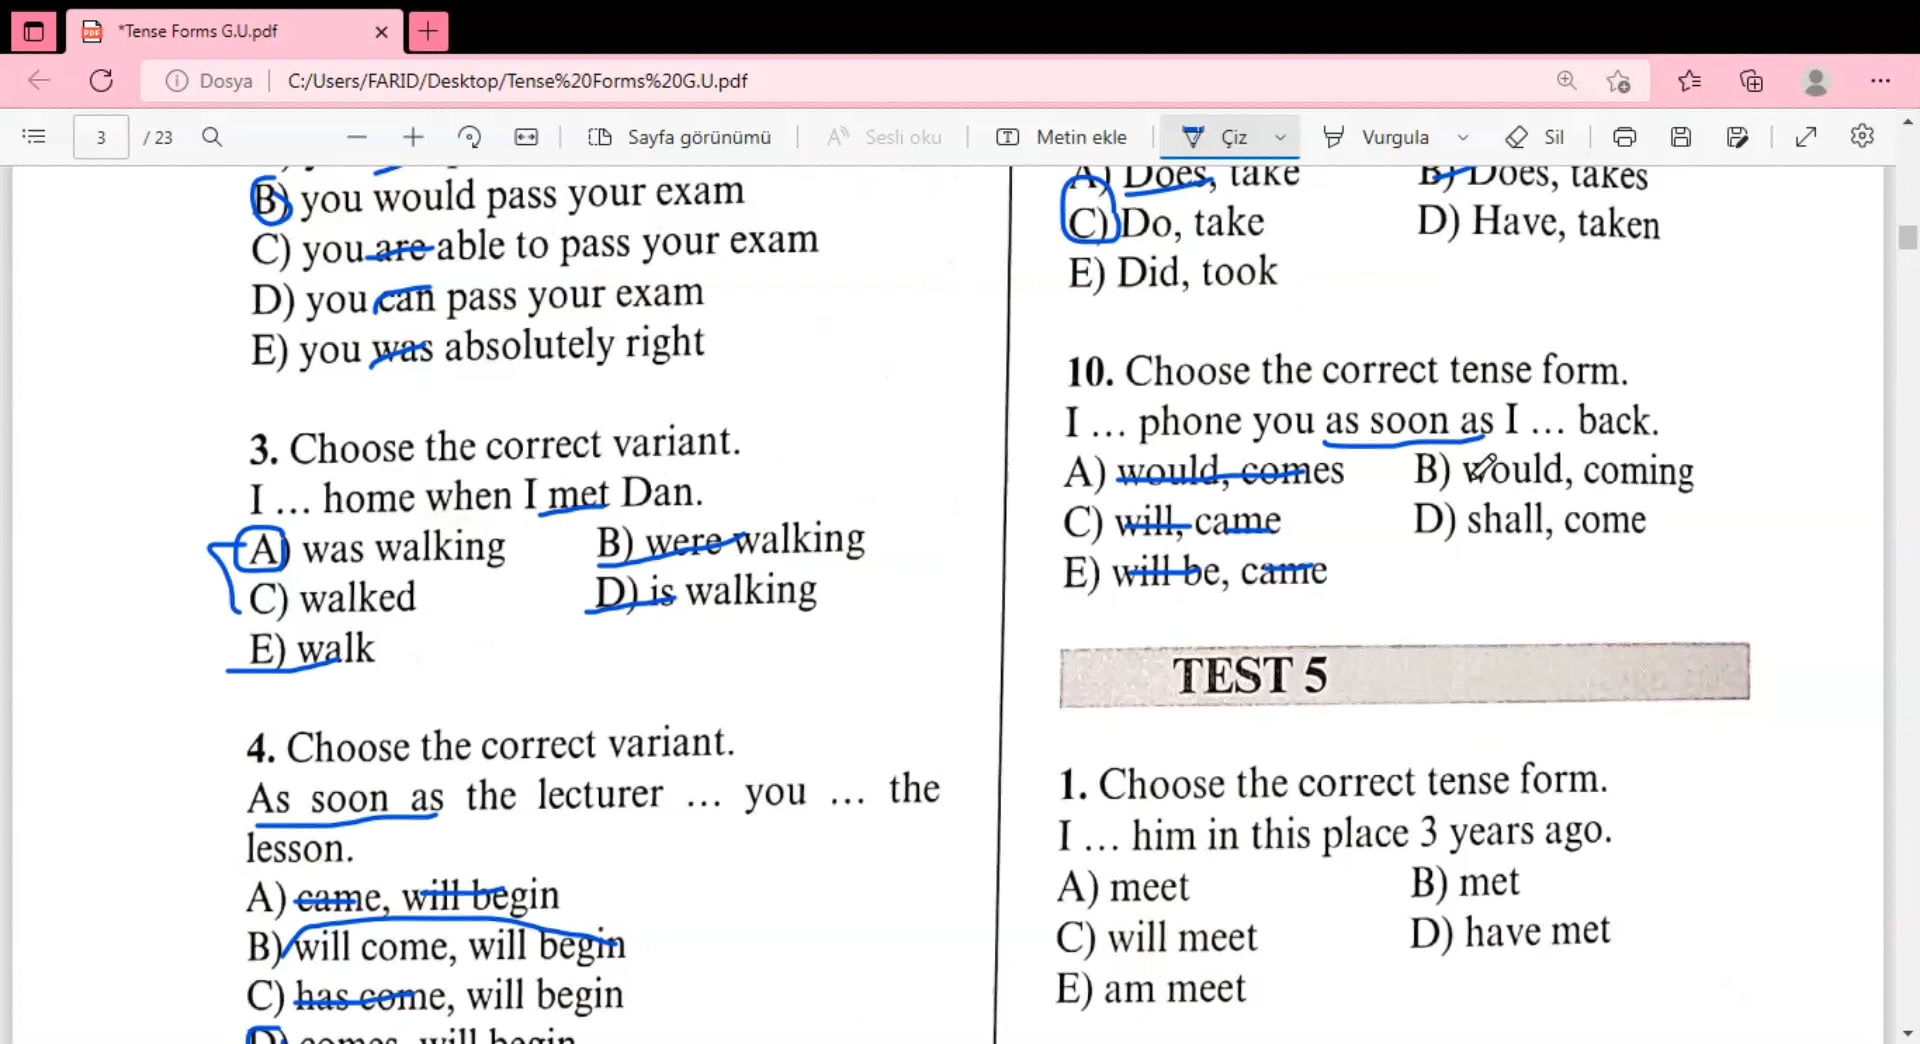 *Tense Forms G.U.pdf
Dosya
C:/Users/FARID/Desktop/Tense%20Forms%20G.U.pdf
3
/ 23
Sayfa görünümü
Sesli oku
Metin ekle
Çiz
Vurgula
Sil
B) you would pass your exam
C) you are able to pass your exam
D) you can pass your exam
E) you was absolutely right
3. Choose the correct variant.
I ... home when I met Dan.
A) was walking B) were walking
C) walked D) is walking
E) walk
4. Choose the correct variant.
As soon as the lecturer ... you ... the
lesson.
A) came, will begin
B) will come, will begin
C) has come, will begin
D) comes, will begin
A) Does, take B) Does, takes
C) Do, take D) Have, taken
E) Did, took
10. Choose the correct tense form.
I ... phone you as soon as I ... back.
A) would, comes B) would, coming
C) will, came D) shall, come
E) will be, came
TEST 5
1. Choose the correct tense form.
I ... him in this place 3 years ago.
A) meet B) met
C) will meet D) have met
E) am meet